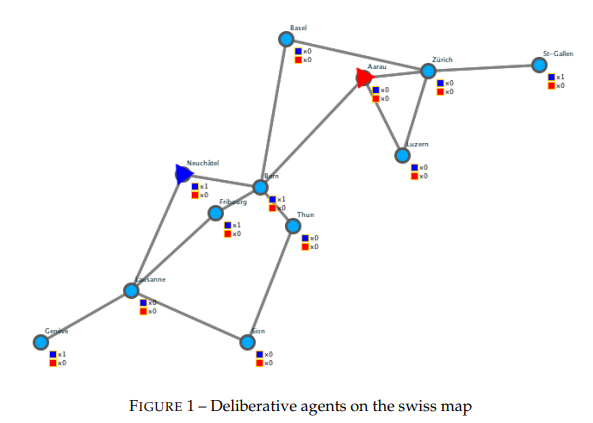 Basel
x0
x0
Aarau
x0
x0
Zürich
x0
x0
St-Gallen
x1
x0
Luzern
x0
x0
Neuchâtel
x1
x0
Bern
x1
x0
Fribourg
x1
x0
Thun
x0
x0
Lausanne
x0
x0
Genève
x1
x0
Sion
x0
x0
FIGURE 1 – Deliberative agents on the swiss map